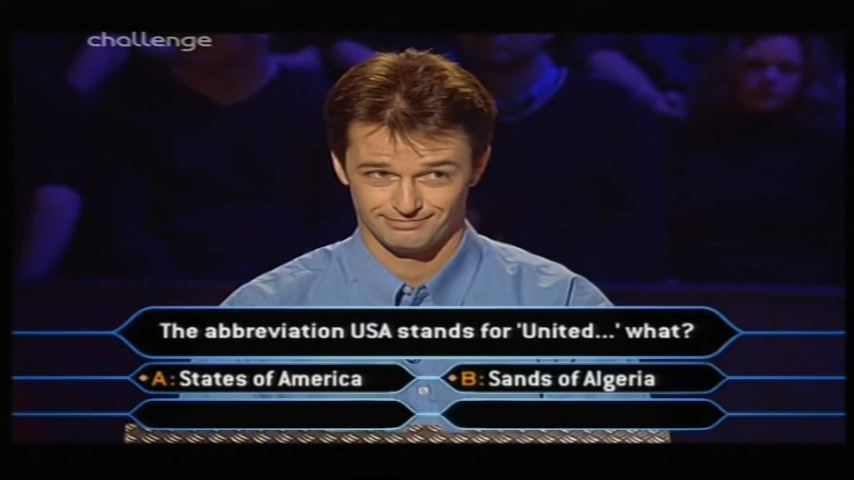 challenge
The abbreviation USA stands for 'United...' what?
A: States of America
B: Sands of Algeria